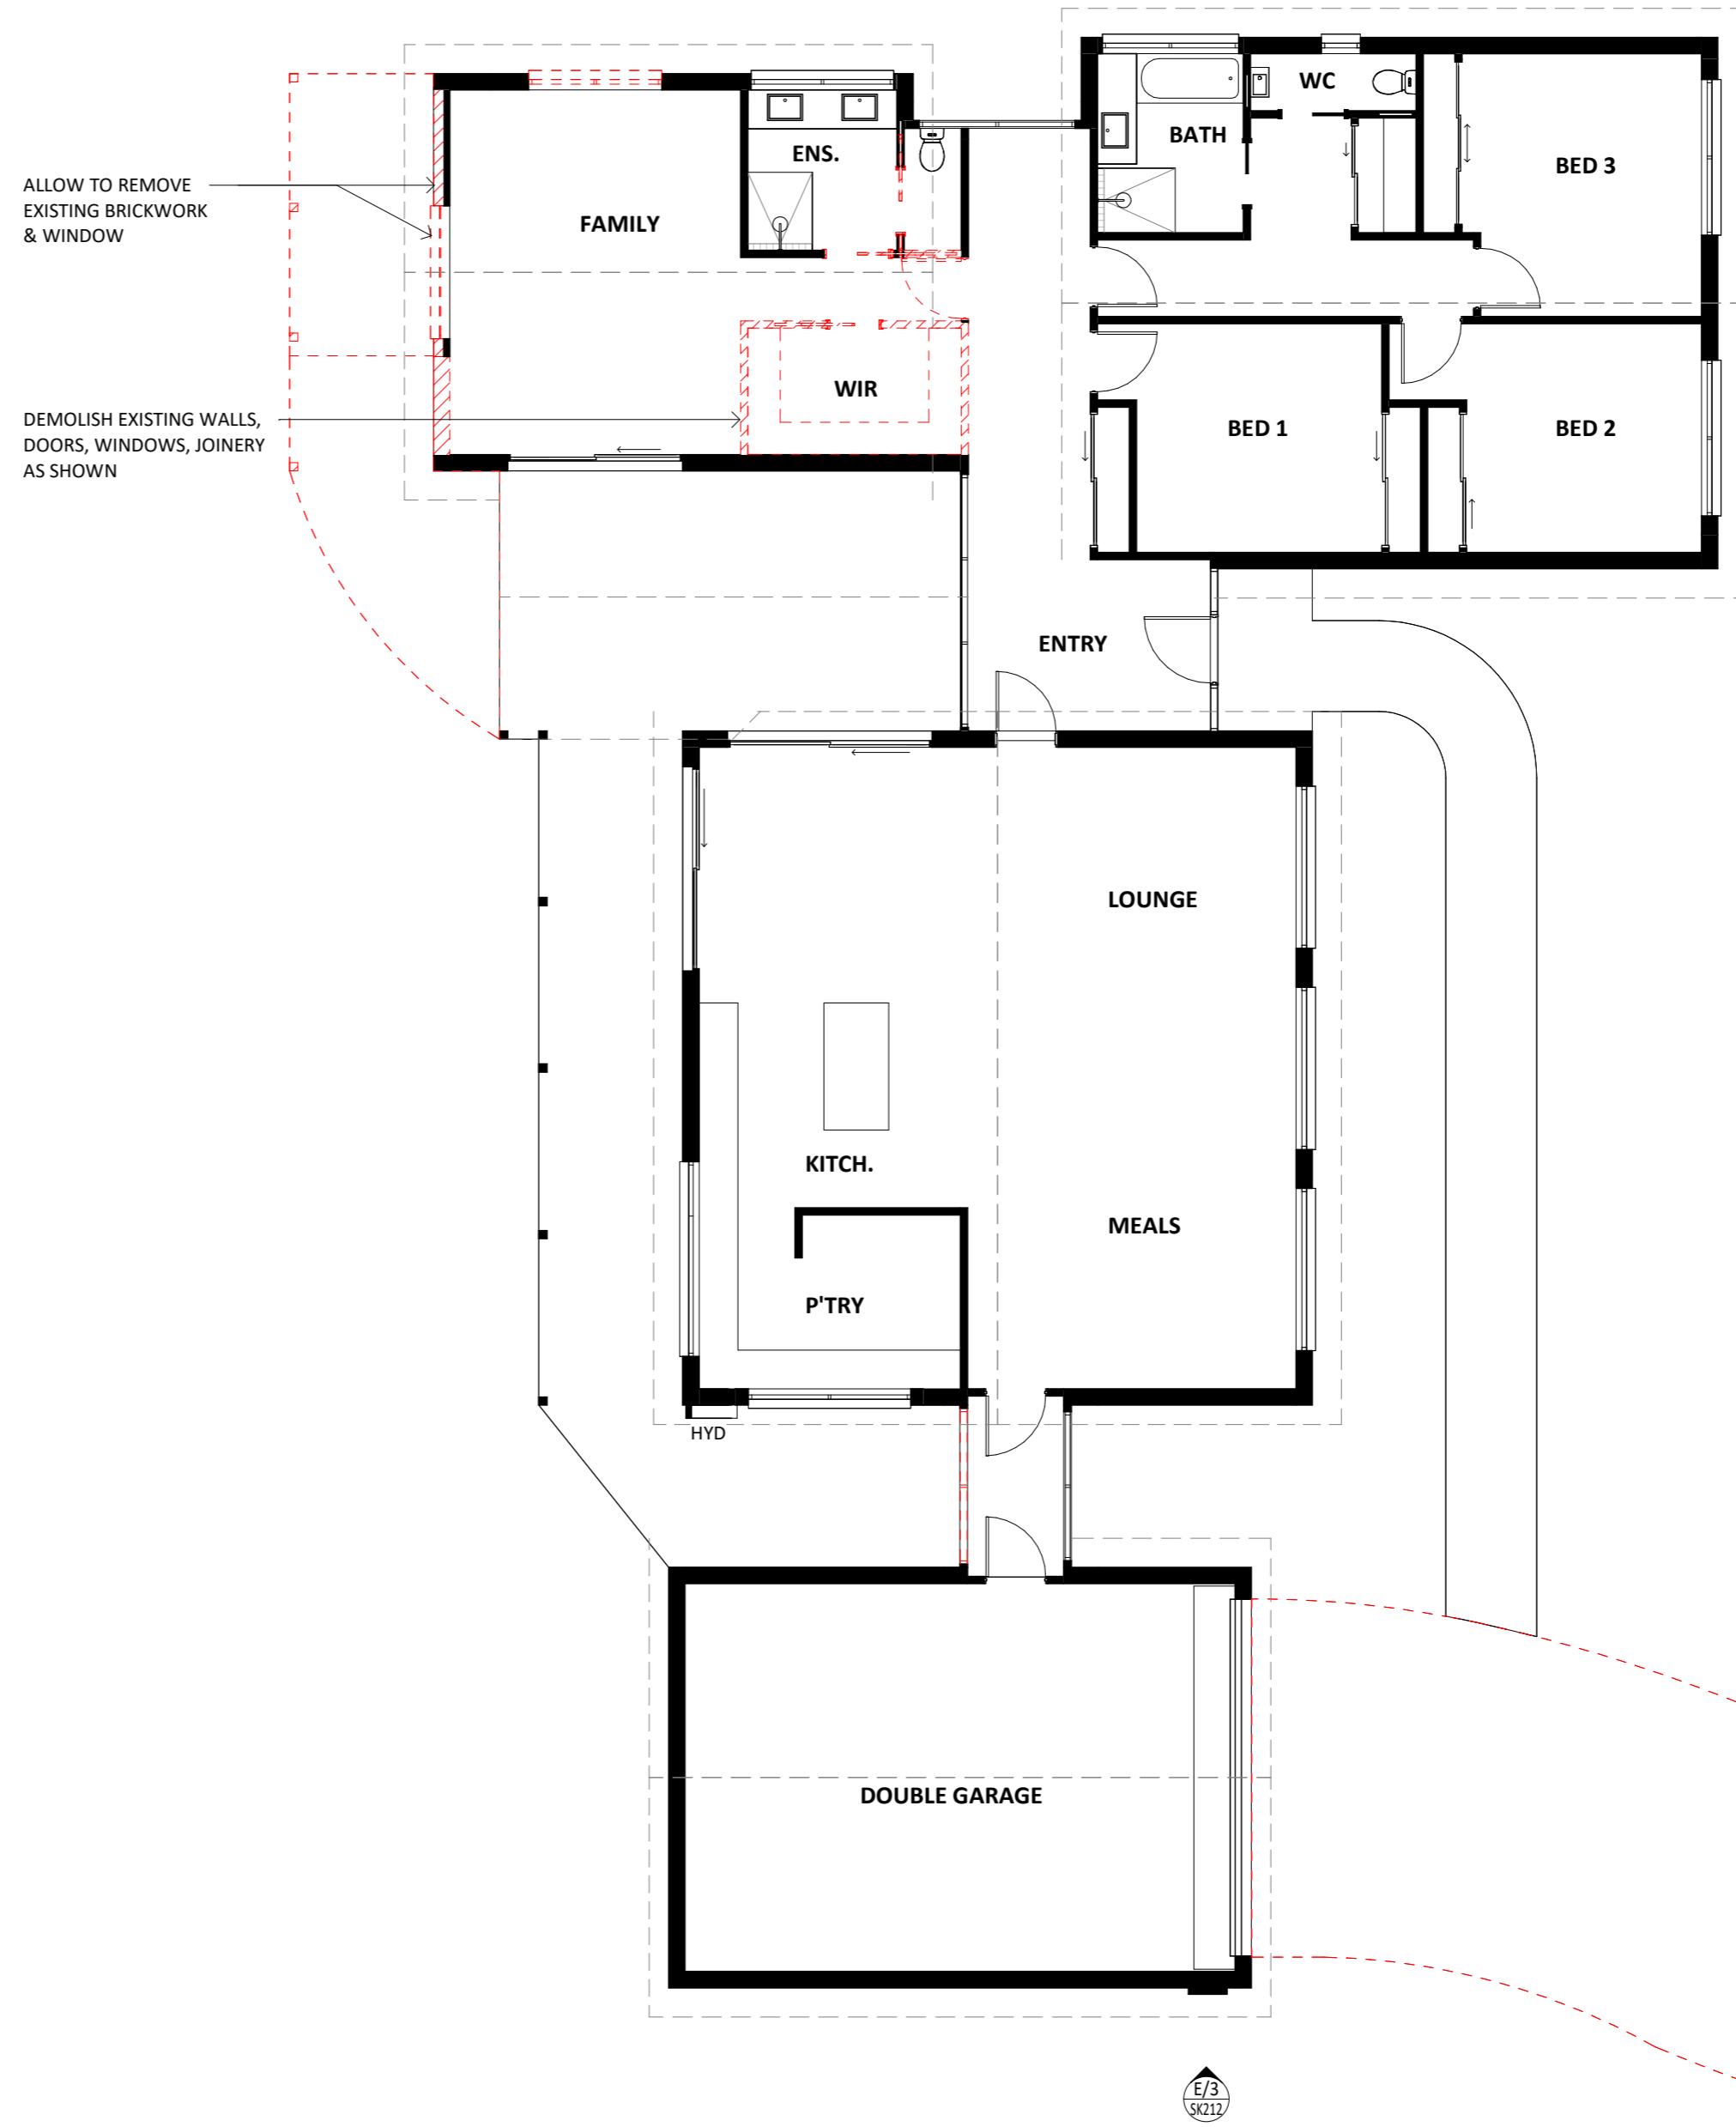 WC
BATH
BED 3
ENS.
ALLOW TO REMOVE
EXISTING BRICKWORK
& WINDOW
FAMILY
WIR
DEMOLISH EXISTING WALLS,
DOORS, WINDOWS, JOINERY
AS SHOWN
BED 1
BED 2
ENTRY
LOUNGE
KITCH.
MEALS
P'TRY
HYD
DOUBLE GARAGE
E/3
SK212